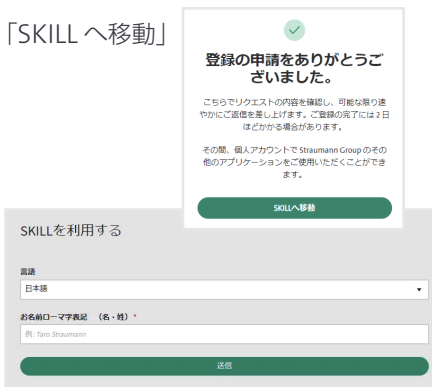 「SKILL へ移動」
登録の申請をありがとうご
ざいました。
こちらでリクエストの内容を確認し、可能な限り速
やかにご返信を差し上げます。ご登録の完了には2日
ほどかかる場合があります。
その間、個人アカウントで Straumann Group のその
他のアプリケーションをご使用いただくことができ
ます。
SKILLへ移動
SKILLを利用する
言語
日本語
お名前ローマ字表記 (名・姓) *
例: Taro Straumann
送信